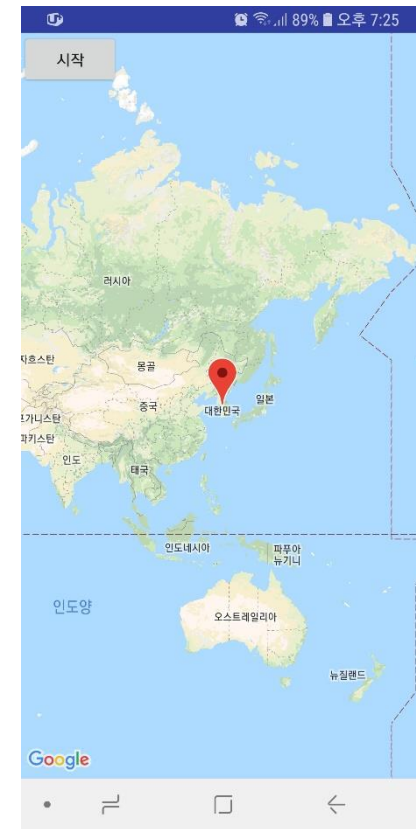 89% 오후 7:25
시작
러시아
자흐스탄
몽골
대한민국
일본
중국
가니스탄
파키스탄
인도
태국
인도네시아
파푸아
뉴기니
인도양
오스트레일리아
뉴질랜드
Google